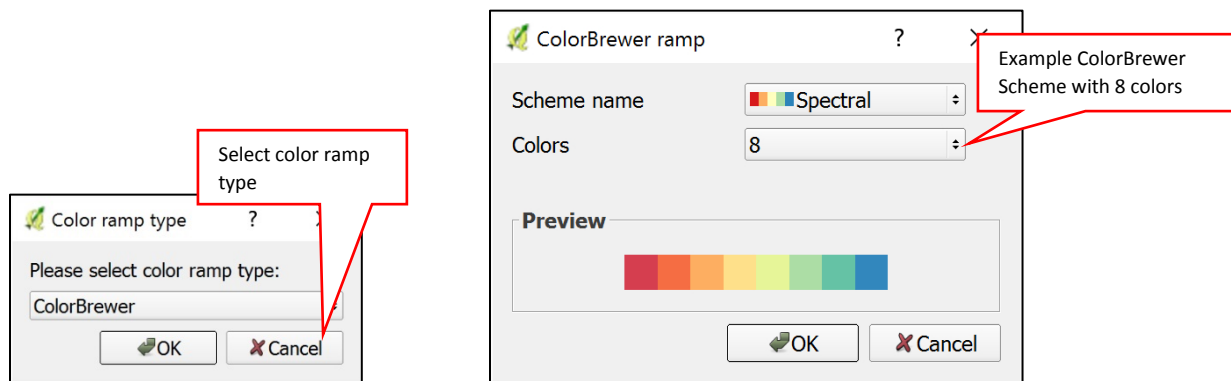 Select color ramp
type
Color ramp type ?
Please select color ramp type:
ColorBrewer
OK Cancel
ColorBrewer ramp ?
Example ColorBrewer
Scheme with 8 colors
Scheme name Spectral
Colors 8
Preview
OK Cancel